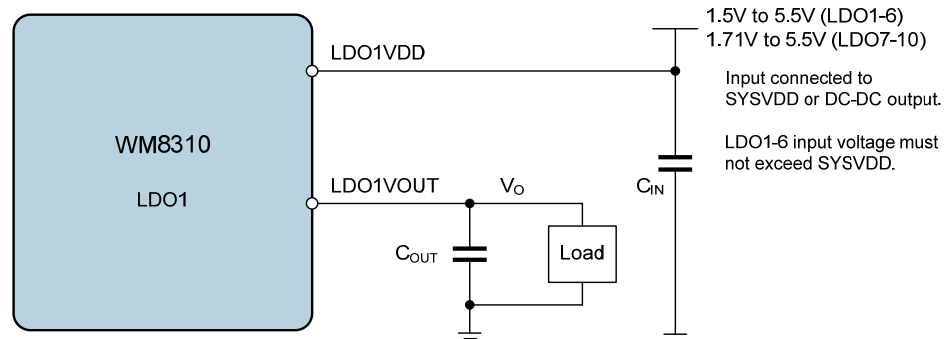 1.5V to 5.5V (LDO1-6)
1.71V to 5.5V (LDO7-10)
LDO1VDD
Input connected to
SYSVDD or DC-DC output.
WM8310
LDO1-6 input voltage must
not exceed SYSVDD.
LDO1
LDO1VOUT
VO
CIN
COUT
Load